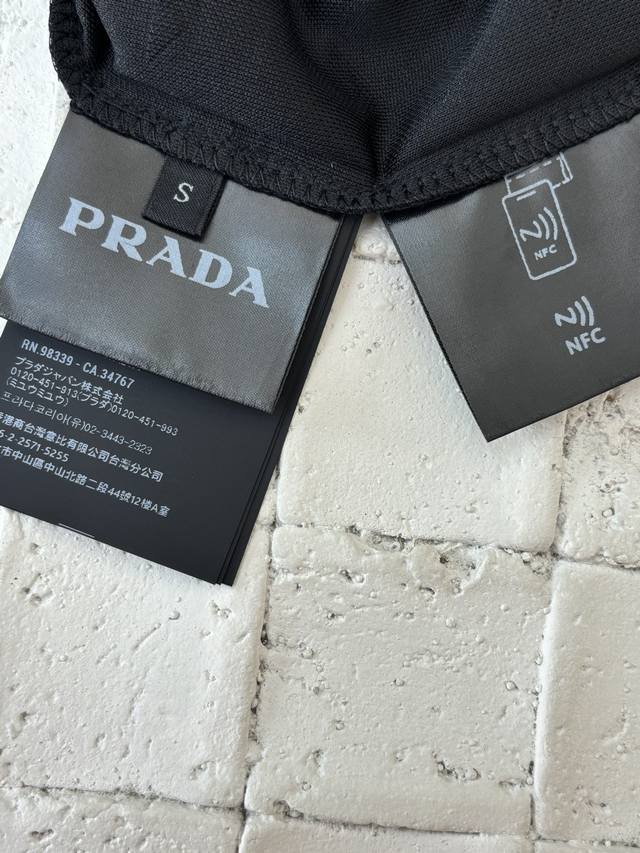 S
PRADA
RN.98339 - CA.34767
プラダジャパン株式会社
0120-451-913(プラダ)0120-451-993
(ミュウミュウ)
프라다코리아(유)02-3443-2323
香港商台灣意比有限公司台灣分公司
-2-2571-5255
市中山區中山北路二段44號12樓A室
N
NFC
N
NFC